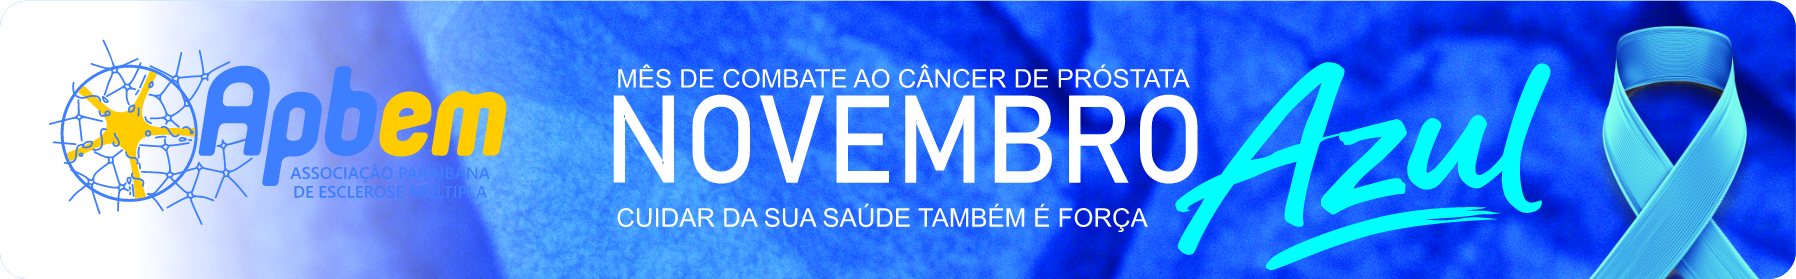 Apbem
ASSOCIAÇÃO PARAIBANA
DE ESCLEROSE MÚLTIPLA
MÊS DE COMBATE AO CÂNCER DE PRÓSTATA
NOVEMBRO Azul
CUIDAR DA SUA SAÚDE TAMBÉM É FORÇA